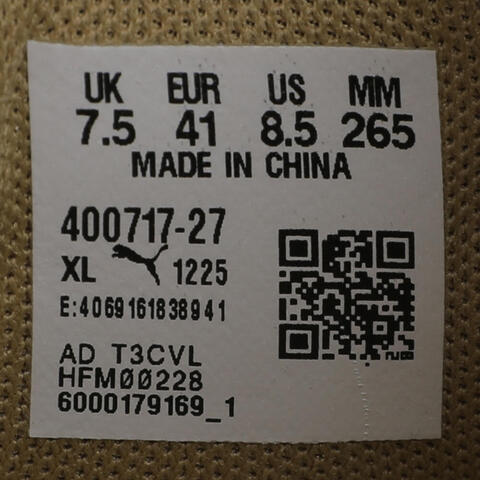 UK EUR US MM
7.5 41 8.5 265
MADE IN CHINA
400717-27
XL 1225
E:4069161838941
AD T3CVL
HFM00228
6000179169_1